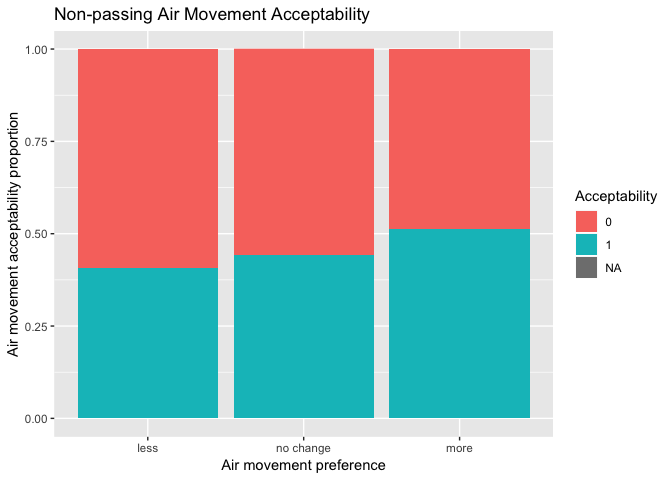 Non-passing Air Movement Acceptability
Air movement acceptability proportion
1.00
0.75
0.50
0.25
0.00
less
no change
more
Air movement preference
Acceptability
0
1
NA